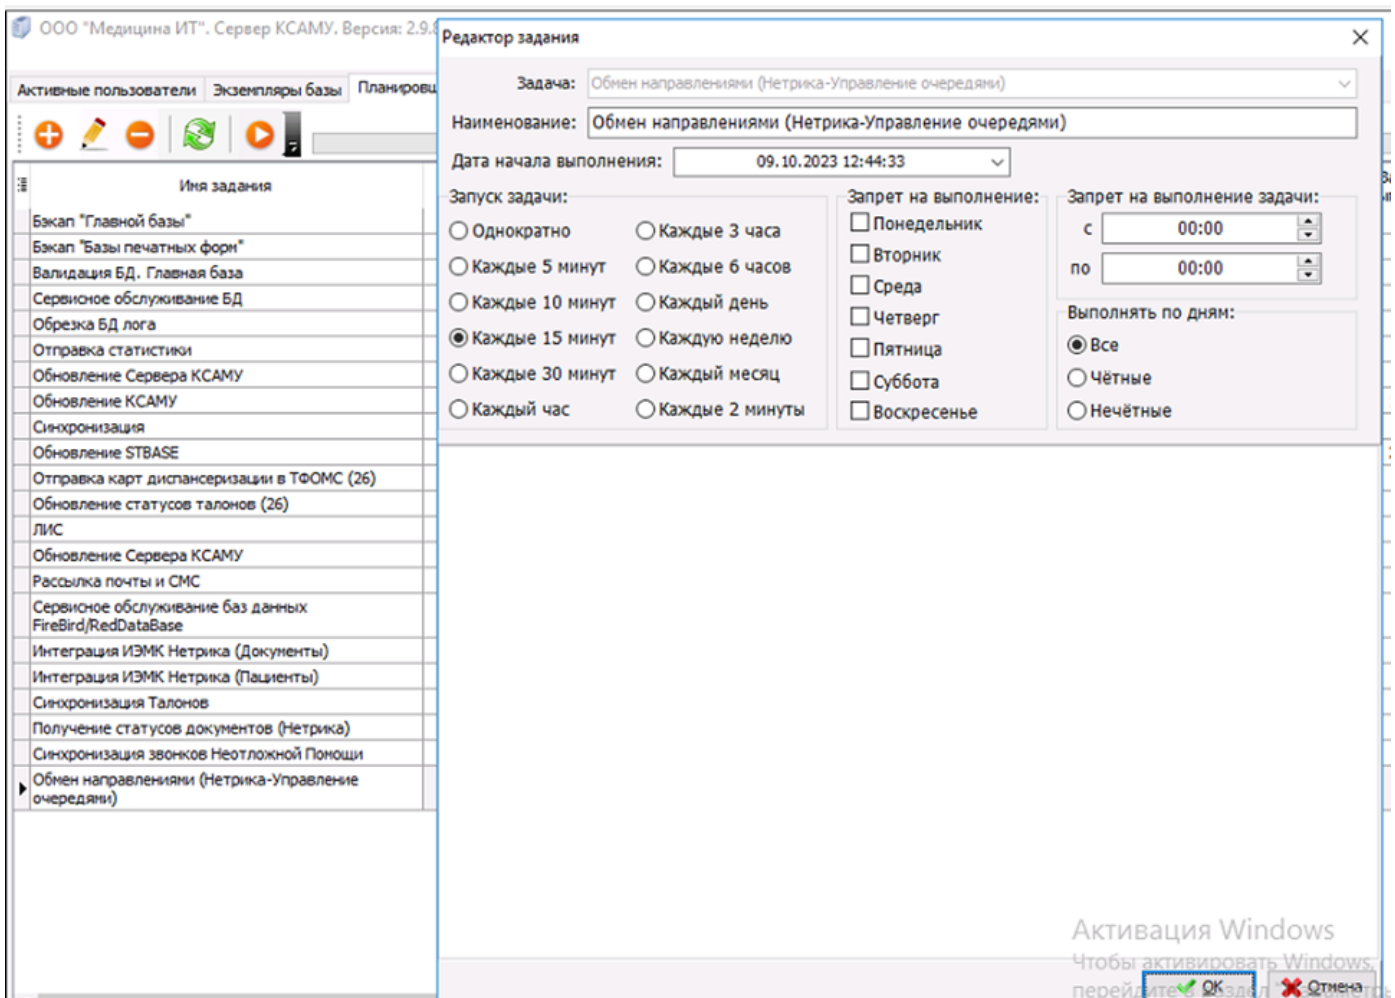 ООО "Медицина ИТ". Сервер КСАМУ. Версия: 2.9.
Редактор задания
Активные пользователи Экземпляры базы Планировщ
Задача: Обмен направлениями (Нетрика-Управление очередями)
Наименование: Обмен направлениями (Нетрика-Управление очередями)
Дата начала выполнения: 09.10.2023 12:44:33
Запуск задачи:
Однократно
Каждые 5 минут
Каждые 10 минут
Каждые 15 минут
Каждые 30 минут
Каждый час
Каждые 3 часа
Каждые 6 часов
Каждый день
Каждую неделю
Каждый месяц
Каждые 2 минуты
Запрет на выполнение:
Понедельник
Вторник
Среда
Четверг
Пятница
Суббота
Воскресенье
Запрет на выполнение задачи:
с 00:00
по 00:00
Выполнять по дням:
Все
Чётные
Нечётные
Имя задания
Бэкап "Главной базы"
Бэкап "Базы печатных форм"
Валидация БД. Главная база
Сервисное обслуживание БД
Обрезка БД лога
Отправка статистики
Обновление Сервера КСАМУ
Обновление КСАМУ
Синхронизация
Обновление STBASE
Отправка карт диспансеризации в ТФОМС (26)
Обновление статусов талонов (26)
ЛИС
Обновление Сервера КСАМУ
Рассылка почты и СМС
Сервисное обслуживание баз данных
FireBird/RedDataBase
Интеграция ИЭМК Нетрика (Документы)
Интеграция ИЭМК Нетрика (Пациенты)
Синхронизация Талонов
Получение статусов документов (Нетрика)
Синхронизация звонков Неотложной Помощи
Обмен направлениями (Нетрика-Управление
очередями)
Активация Windows
Чтобы активировать Windows,
перейдите в раздел
OK Отмена